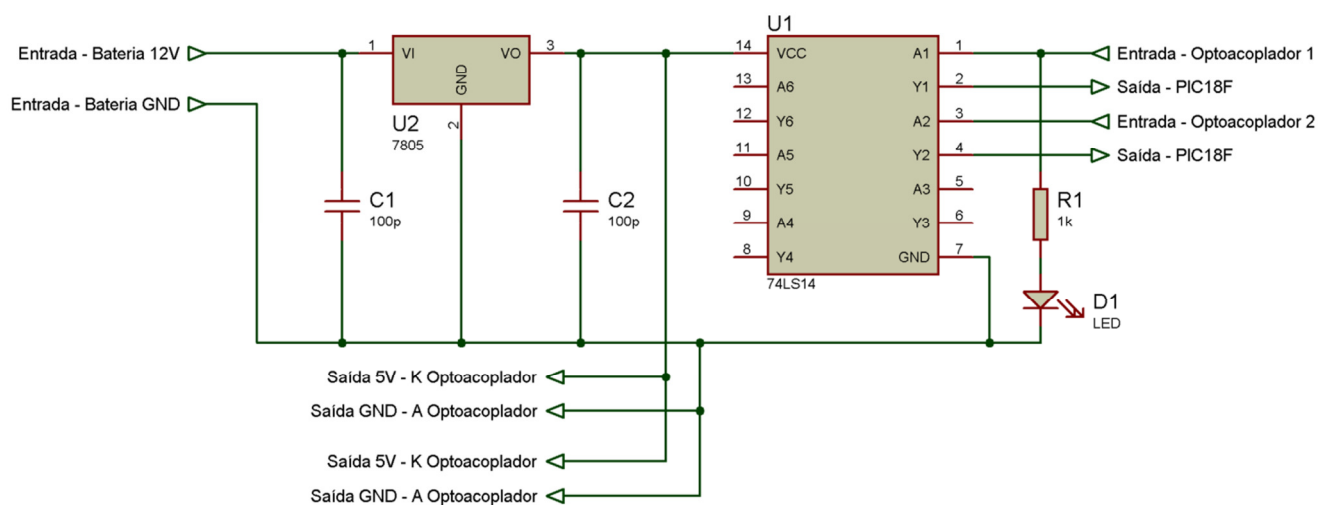 Entrada - Bateria 12V
Entrada - Bateria GND
1
VI
VO
3
GND
2
U2
7805
C1
100p
C2
100p
U1
14
VCC
A1
1
13
A6
Y1
2
12
Y6
A2
3
11
A5
Y2
4
10
Y5
A3
5
9
A4
Y3
6
8
Y4
GND
7
74LS14
Entrada - Optoacoplador 1
Saída - PIC18F
Entrada - Optoacoplador 2
Saída - PIC18F
R1
1k
D1
LED
Saída 5V - K Optoacoplador
Saída GND - A Optoacoplador
Saída 5V - K Optoacoplador
Saída GND - A Optoacoplador